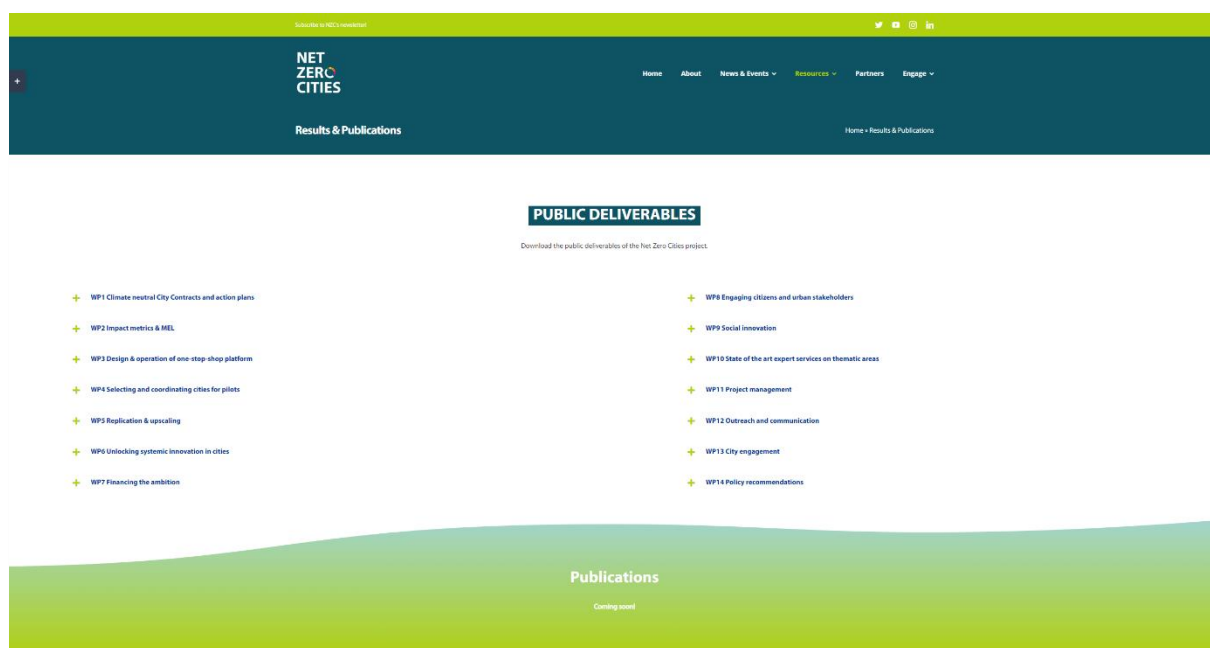 Subscribe to NZC's newsletter!
NET
ZERO
CITIES
Home About News & Events Resources Partners Engage
Results & Publications
Home » Results & Publications
PUBLIC DELIVERABLES
Download the public deliverables of the Net Zero Cities project.
+ WP1 Climate neutral City Contracts and action plans
+ WP2 Impact metrics & MEL
+ WP3 Design & operation of one-stop-shop platform
+ WP4 Selecting and coordinating cities for pilots
+ WP5 Replication & upscaling
+ WP6 Unlocking systemic innovation in cities
+ WP7 Financing the ambition
+ WP8 Engaging citizens and urban stakeholders
+ WP9 Social innovation
+ WP10 State of the art expert services on thematic areas
+ WP11 Project management
+ WP12 Outreach and communication
+ WP13 City engagement
+ WP14 Policy recommendations
Publications
Coming soon!